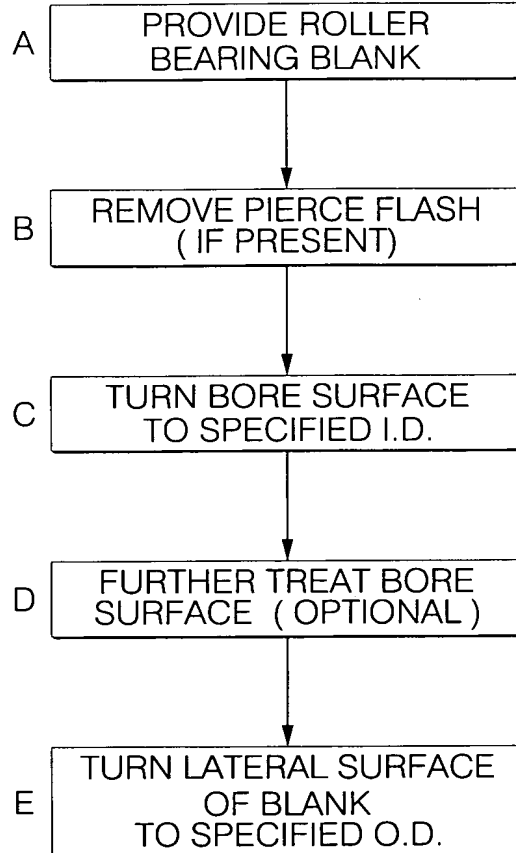 A
PROVIDE ROLLER
BEARING BLANK
B
REMOVE PIERCE FLASH
( IF PRESENT)
C
TURN BORE SURFACE
TO SPECIFIED I.D.
D
FURTHER TREAT BORE
SURFACE ( OPTIONAL )
E
TURN LATERAL SURFACE
OF BLANK
TO SPECIFIED O.D.